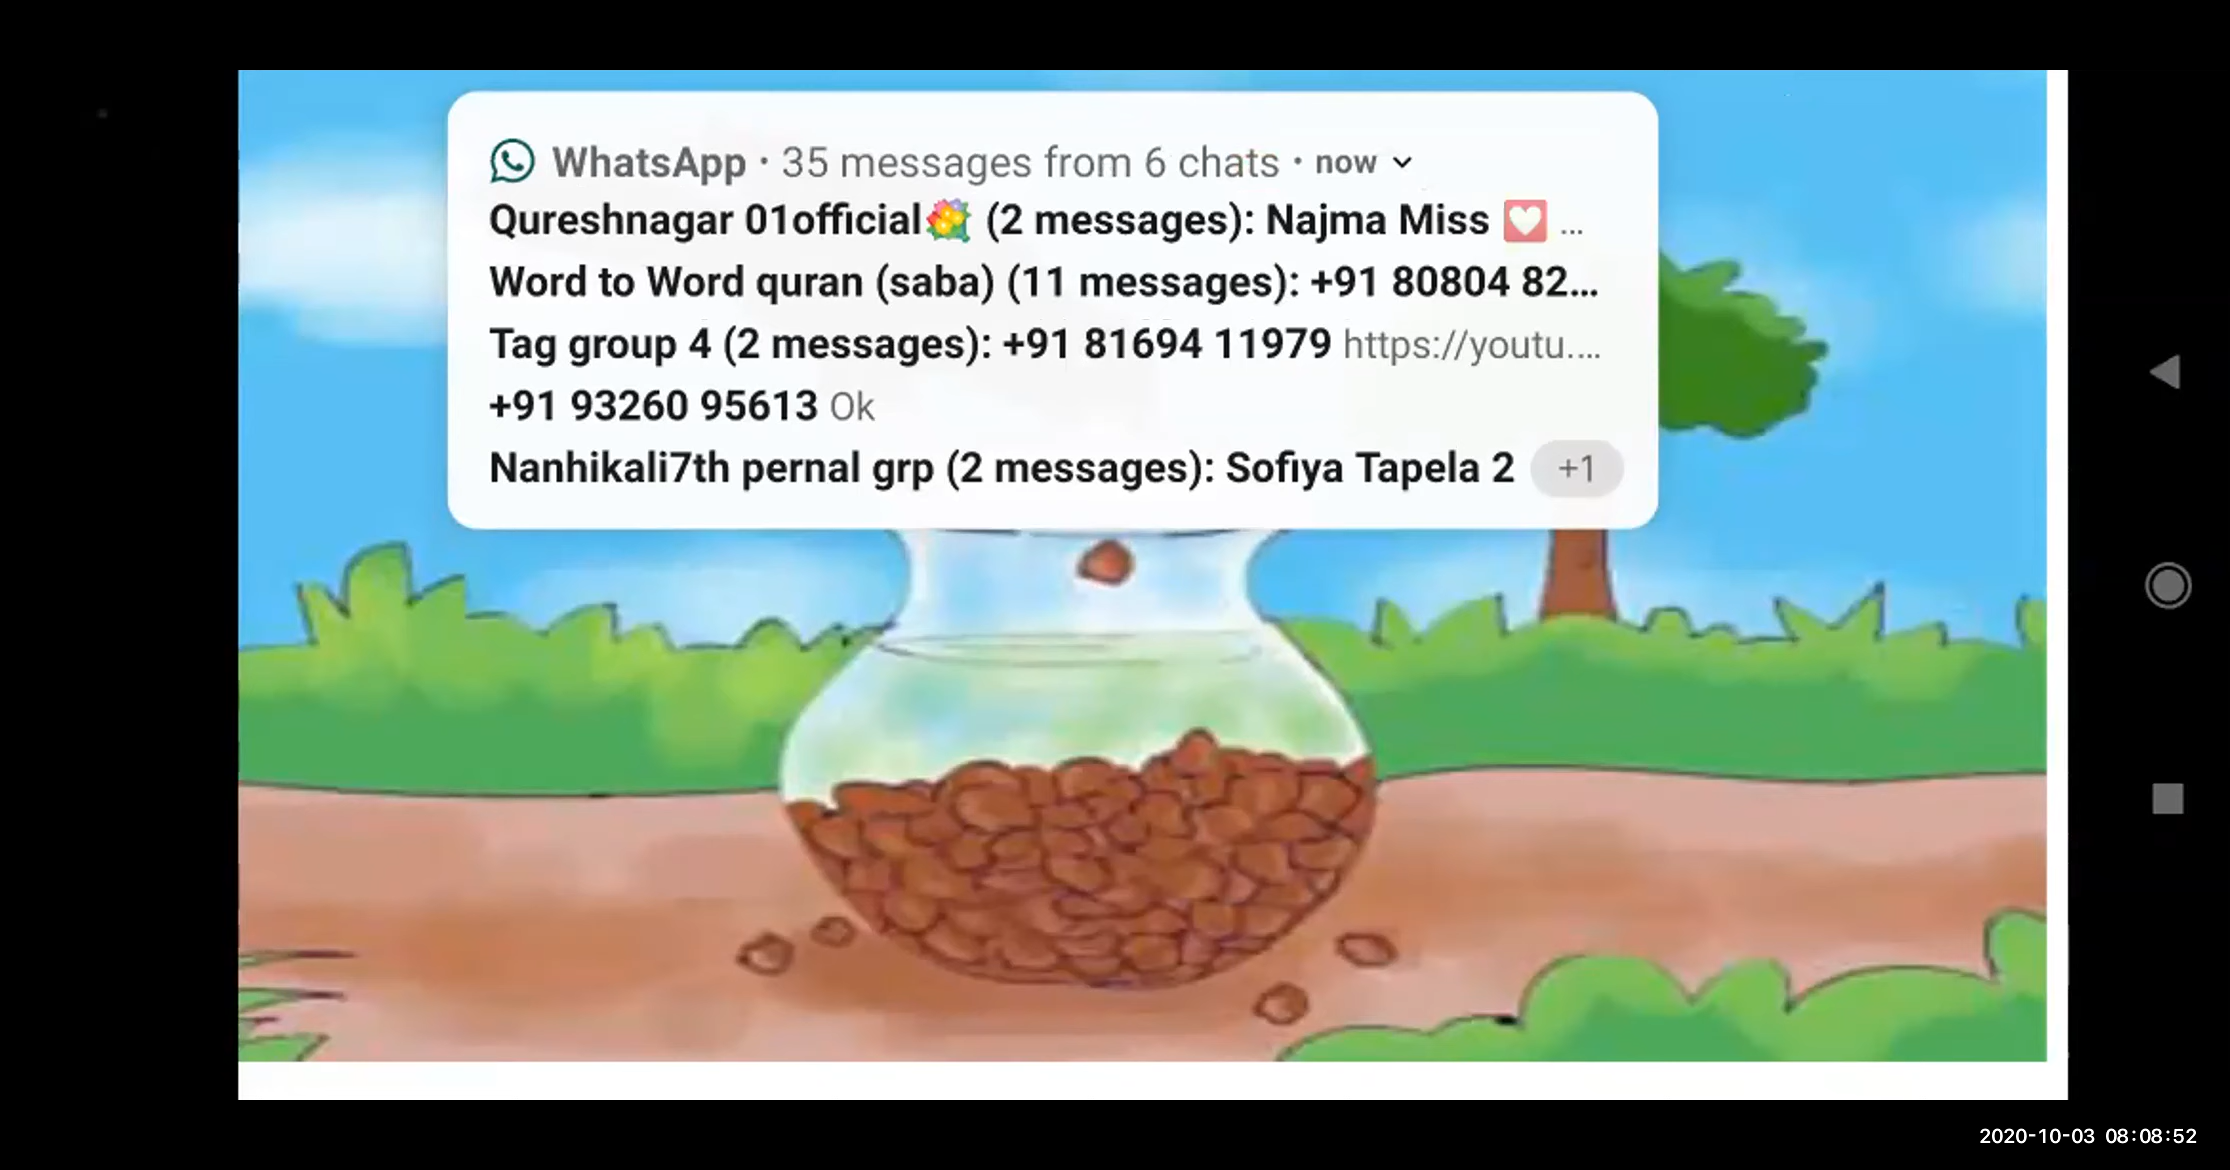 WhatsApp · 35 messages from 6 chats · now
Qureshnagar 01official💐 (2 messages): Najma Miss 💟 ...
Word to Word quran (saba) (11 messages): +91 80804 82...
Tag group 4 (2 messages): +91 81694 11979 https://youtu....
+91 93260 95613 Ok
Nanhikali7th pernal grp (2 messages): Sofiya Tapela 2 +1
2020-10-03 08:08:52